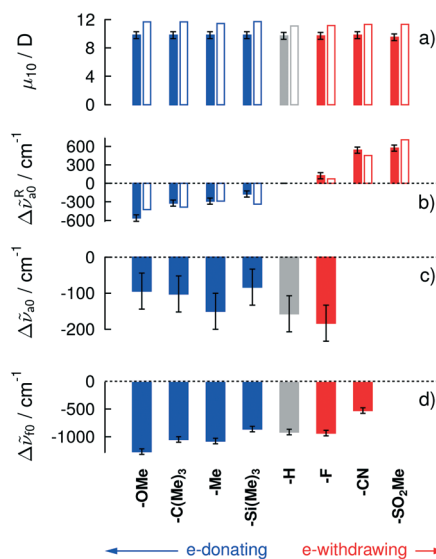 12
8
4
0
μ10 / D
a)
600
300
0
-300
-600
Δν̃ᴿa0 / cm⁻¹
b)
0
-100
-200
Δν̃a0 / cm⁻¹
c)
0
-500
-1000
Δν̃f0 / cm⁻¹
d)
-OMe
-C(Me)3
-Me
-Si(Me)3
-H
-F
-CN
-SO2Me
e-donating
e-withdrawing